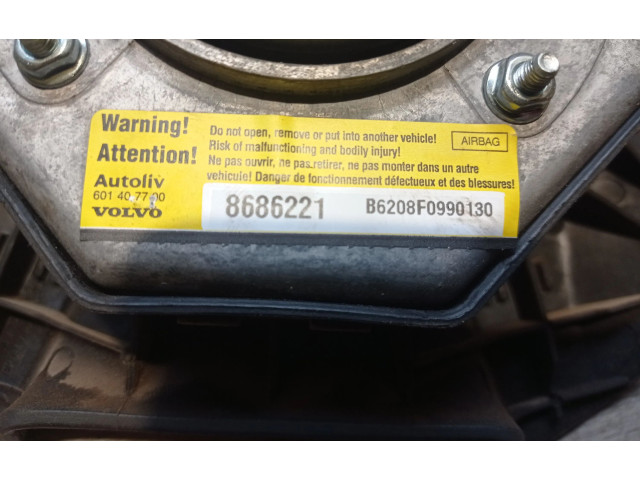 Warning!
Attention!
Do not open, remove or put into another vehicle!
Risk of malfunctioning and bodily injury!
Ne pas ouvrir, ne pas retirer, ne pas monter dans un autre
vehicule! Danger de fonctionnement défectueux et des blessures!
AIRBAG
Autoliv
601 40 77 00
VOLVO
8686221
B6208F0990130